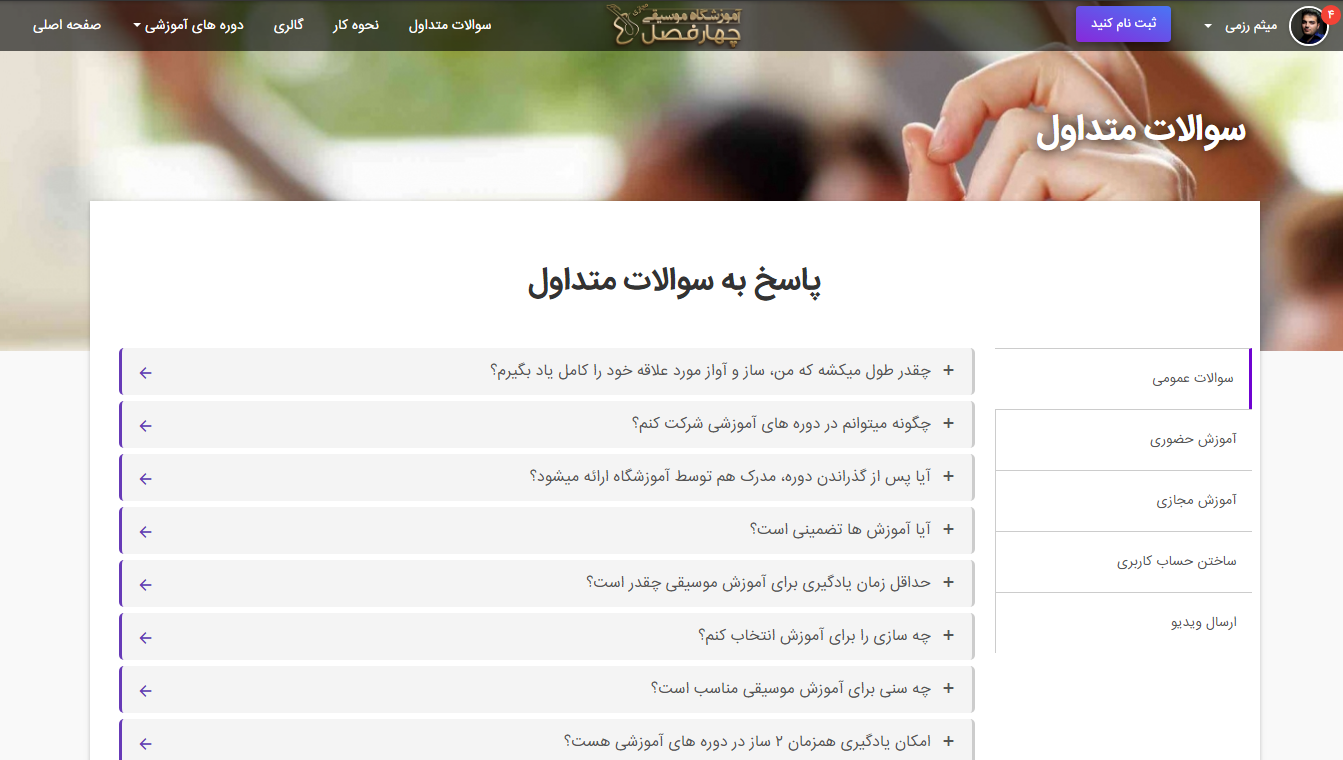 ۴
میثم رزمی
ثبت نام کنید
آموزشگاه موسیقی
چهارفصل
سوالات متداول
نحوه کار
گالری
دوره های آموزشی
صفحه اصلی
سوالات متداول
پاسخ به سوالات متداول
سوالات عمومی
آموزش حضوری
آموزش مجازی
ساختن حساب کاربری
ارسال ویدیو
+ چقدر طول میکشه که من، ساز و آواز مورد علاقه خود را کامل یاد بگیرم؟
+ چگونه میتوانم در دوره های آموزشی شرکت کنم؟
+ آیا پس از گذراندن دوره، مدرک هم توسط آموزشگاه ارائه میشود؟
+ آیا آموزش ها تضمینی است؟
+ حداقل زمان یادگیری برای آموزش موسیقی چقدر است؟
+ چه سازی را برای آموزش انتخاب کنم؟
+ چه سنی برای آموزش موسیقی مناسب است؟
+ امکان یادگیری همزمان ۲ ساز در دوره های آموزشی هست؟